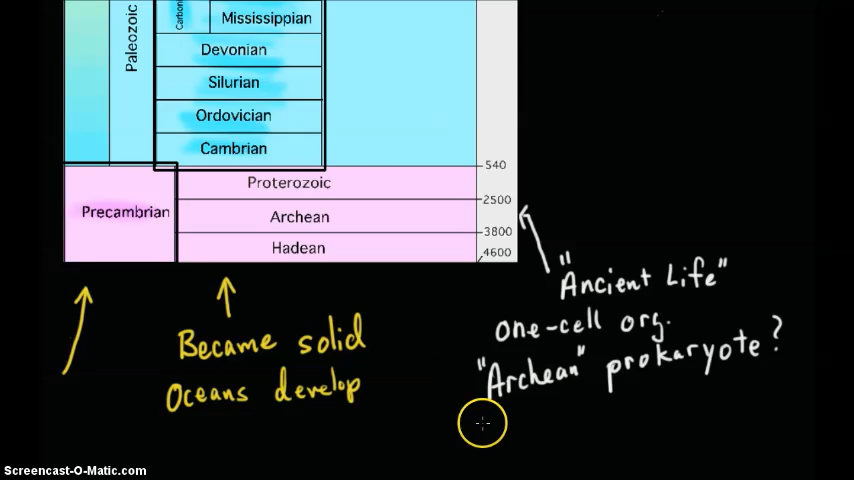 Paleozoic
Carbon
Mississippian
Devonian
Silurian
Ordovician
Cambrian
540
Precambrian
Proterozoic
2500
Archean
3800
Hadean
4600
Became solid
Oceans develop
"Ancient Life"
one-cell org.
"Archean" prokaryote?
Screencast-O-Matic.com